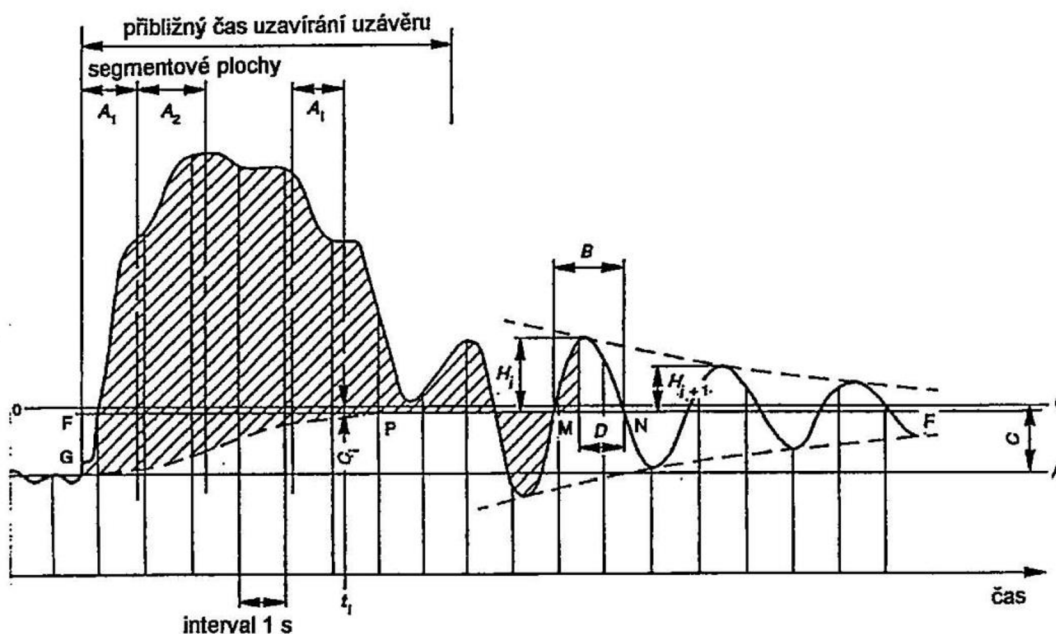 přibližný čas uzavírání uzávěru
segmentové plochy
A₁ A₂ Aᵢ
B
Hᵢ Hᵢ₊₁
0
F P M D N F
G Cᵢ C
tᵢ čas
interval 1 s